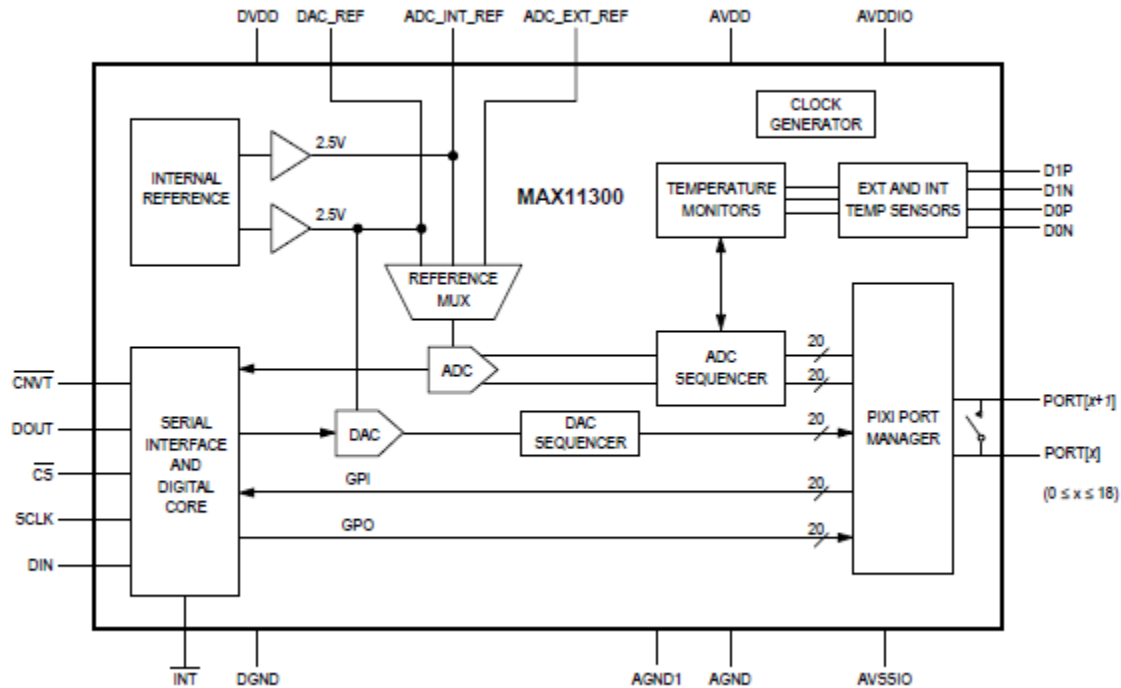 DVDD DAC_REF ADC_INT_REF ADC_EXT_REF AVDD AVDDIO
CLOCK
GENERATOR
INTERNAL
REFERENCE
2.5V
2.5V
MAX11300
TEMPERATURE
MONITORS
EXT AND INT
TEMP SENSORS
D1P
D1N
D0P
D0N
REFERENCE
MUX
ADC
ADC
SEQUENCER
20
20
CNVT
DOUT
CS
SCLK
DIN
SERIAL
INTERFACE
AND
DIGITAL
CORE
DAC
DAC
SEQUENCER
20
PIXI PORT
MANAGER
PORT[x+1]
PORT[x]
(0 ≤ x ≤ 18)
GPI
20
GPO
20
INT DGND AGND1 AGND AVSSIO